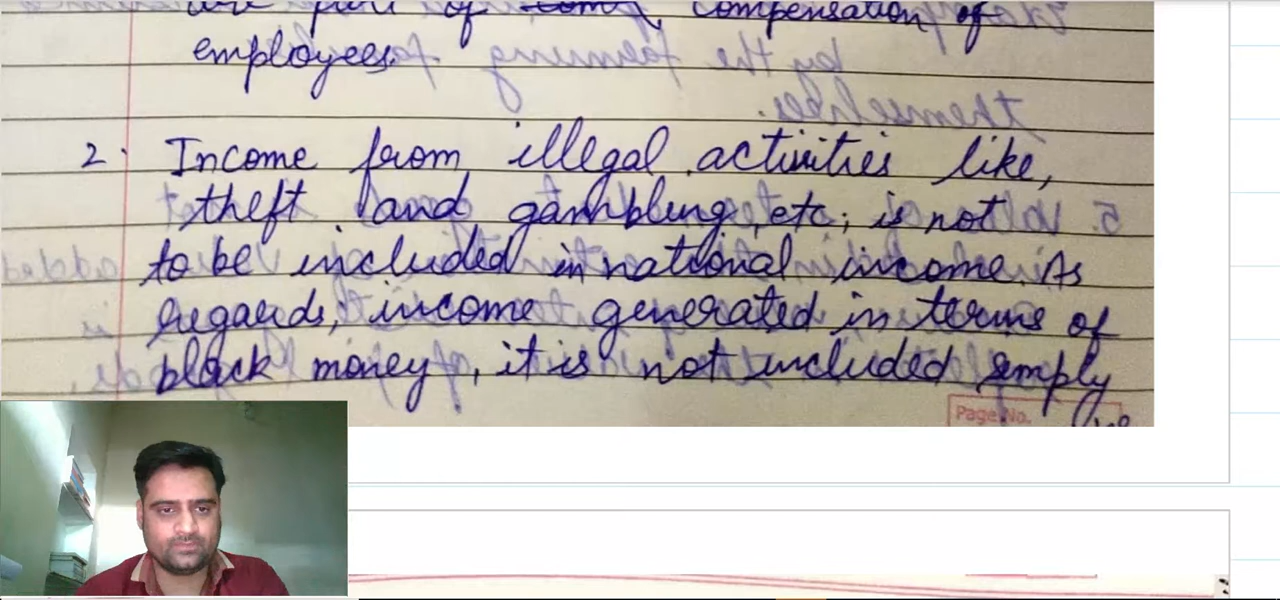 are part of compensation of
employees.
2. Income from illegal activities like,
theft and gambling, etc; is not
to be included in national income. As
regards, income generated in terms of
black money, it is not included simply
Page No.